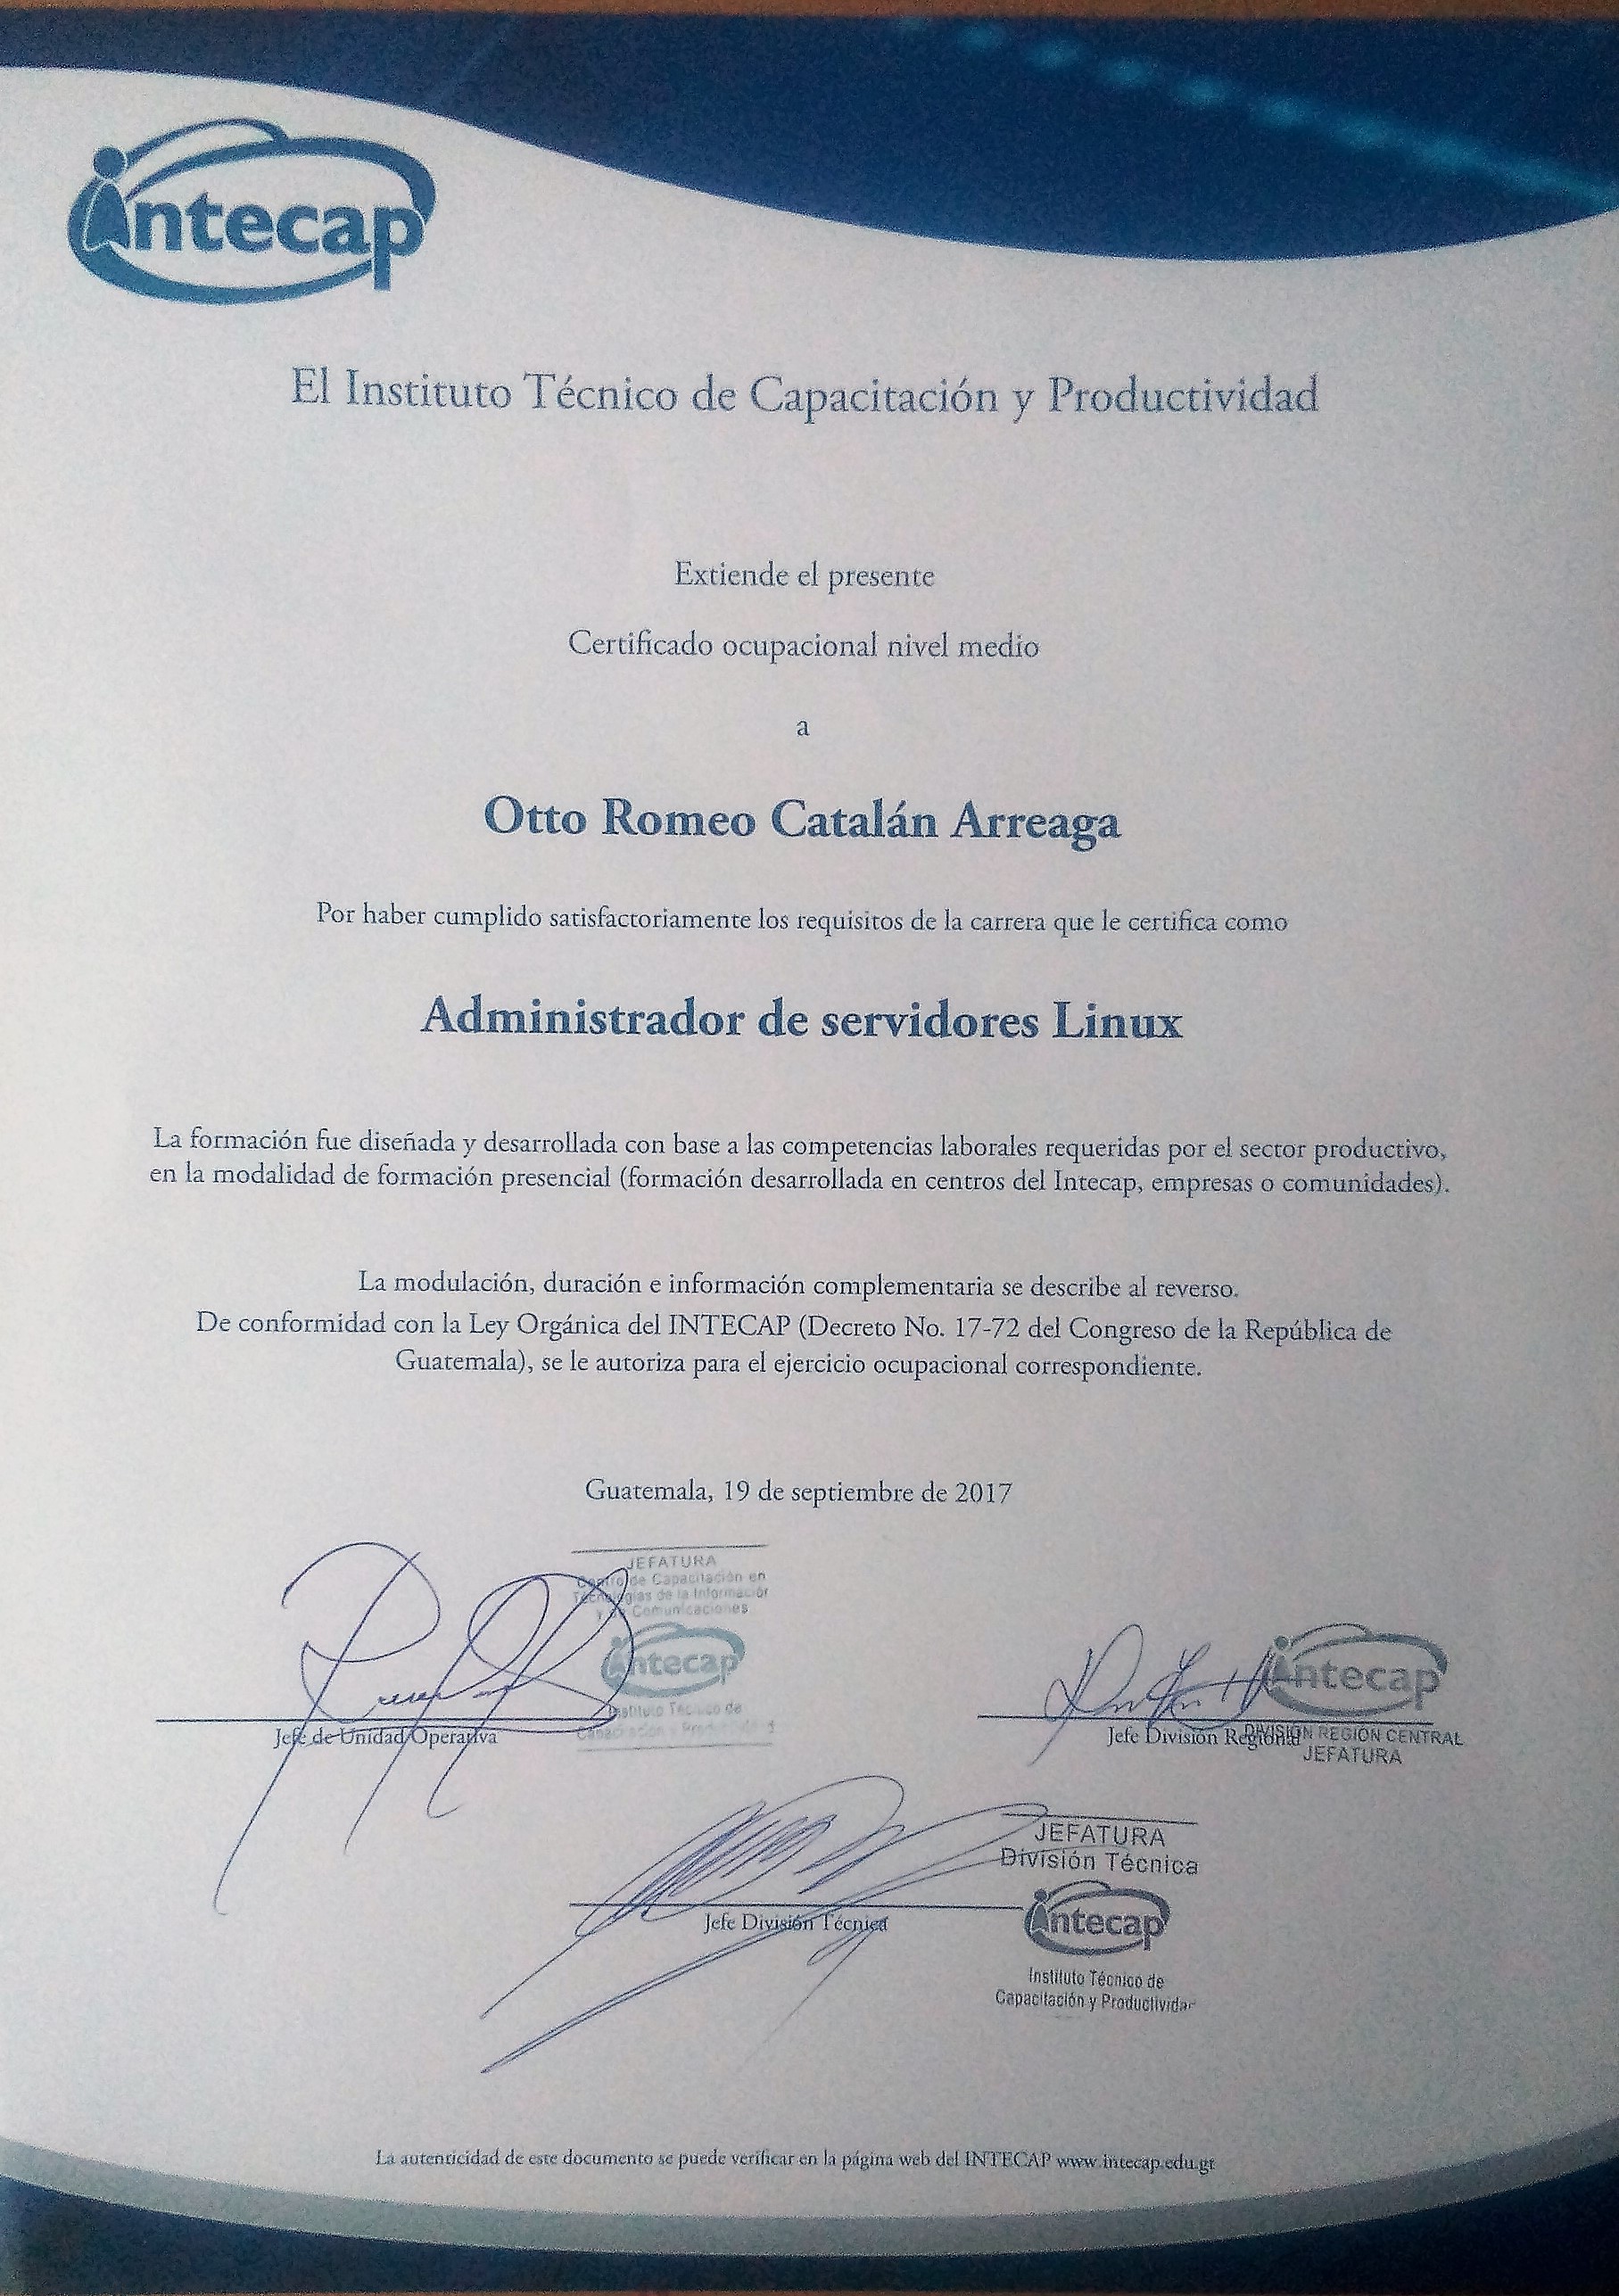 intecap
El Instituto Técnico de Capacitación y Productividad
Extiende el presente
Certificado ocupacional nivel medio
a
Otto Romeo Catalán Arreaga
Por haber cumplido satisfactoriamente los requisitos de la carrera que le certifica como
Administrador de servidores Linux
La formación fue diseñada y desarrollada con base a las competencias laborales requeridas por el sector productivo,
en la modalidad de formación presencial (formación desarrollada en centros del Intecap, empresas o comunidades).
La modulación, duración e información complementaria se describe al reverso.
De conformidad con la Ley Orgánica del INTECAP (Decreto No. 17-72 del Congreso de la República de
Guatemala), se le autoriza para el ejercicio ocupacional correspondiente.
Guatemala, 19 de septiembre de 2017
JEFATURA
Centro de Capacitación en
Tecnologías de la Información
y de Comunicaciones
intecap
Instituto Técnico de
Jefe de Unidad Operativa
intecap
Jefe División Regional
DIVISIÓN REGIÓN CENTRAL
JEFATURA
JEFATURA
División Técnica
Jefe División Técnica
intecap
Instituto Técnico de
Capacitación y Productividad
La autenticidad de este documento se puede verificar en la página web del INTECAP www.intecap.edu.gt